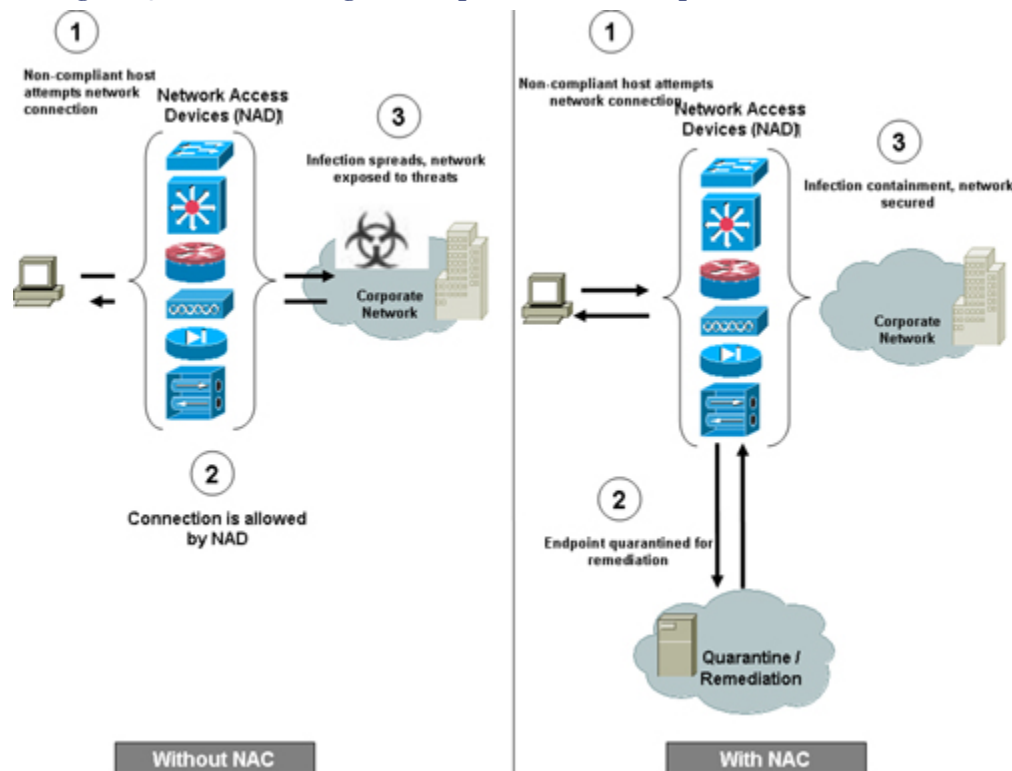 1
Non-compliant host
attempts network
connection
Network Access
Devices (NAD)
3
Infection spreads, network
exposed to threats
Corporate
Network
2
Connection is allowed
by NAD
Without NAC
1
Non-compliant host attempts
network connection
Network Access
Devices (NAD)
3
Infection containment, network
secured
Corporate
Network
2
Endpoint quarantined for
remediation
Quarantine /
Remediation
With NAC